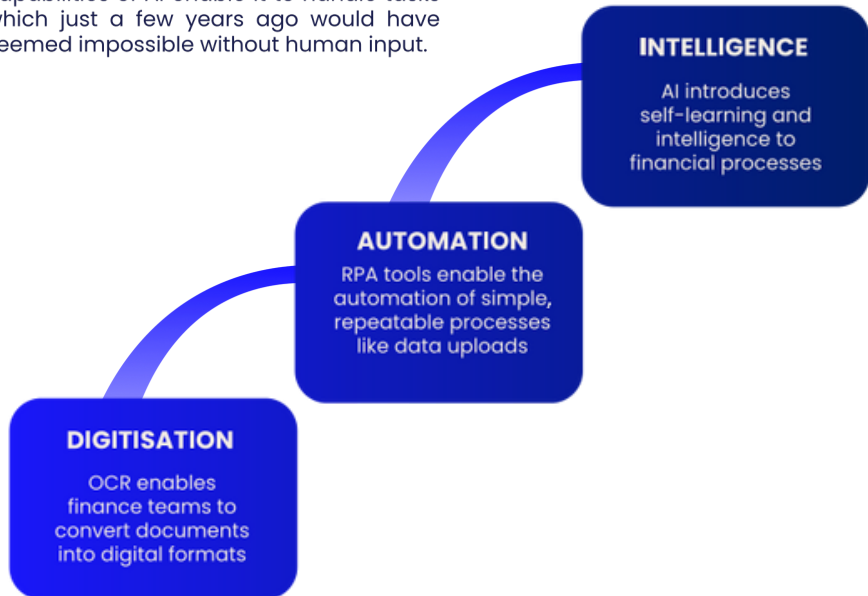 which just a few years ago would have
seemed impossible without human input.
INTELLIGENCE
AI introduces
self-learning and
intelligence to
financial processes
AUTOMATION
RPA tools enable the
automation of simple,
repeatable processes
like data uploads
DIGITISATION
OCR enables
finance teams to
convert documents
into digital formats